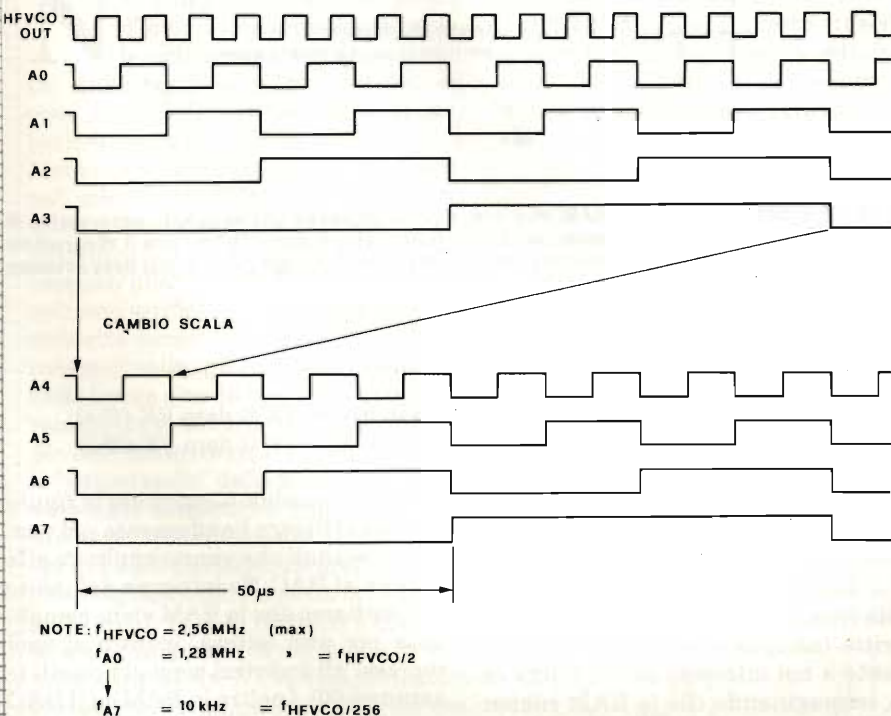 HFVCO
OUT
A0
A1
A2
A3
CAMBIO SCALA
A4
A5
A6
A7
50µs
NOTE: fHFVCO = 2,56 MHz (max)
fA0 = 1,28 MHz » = fHFVCO/2
fA7 = 10 kHz = fHFVCO/256